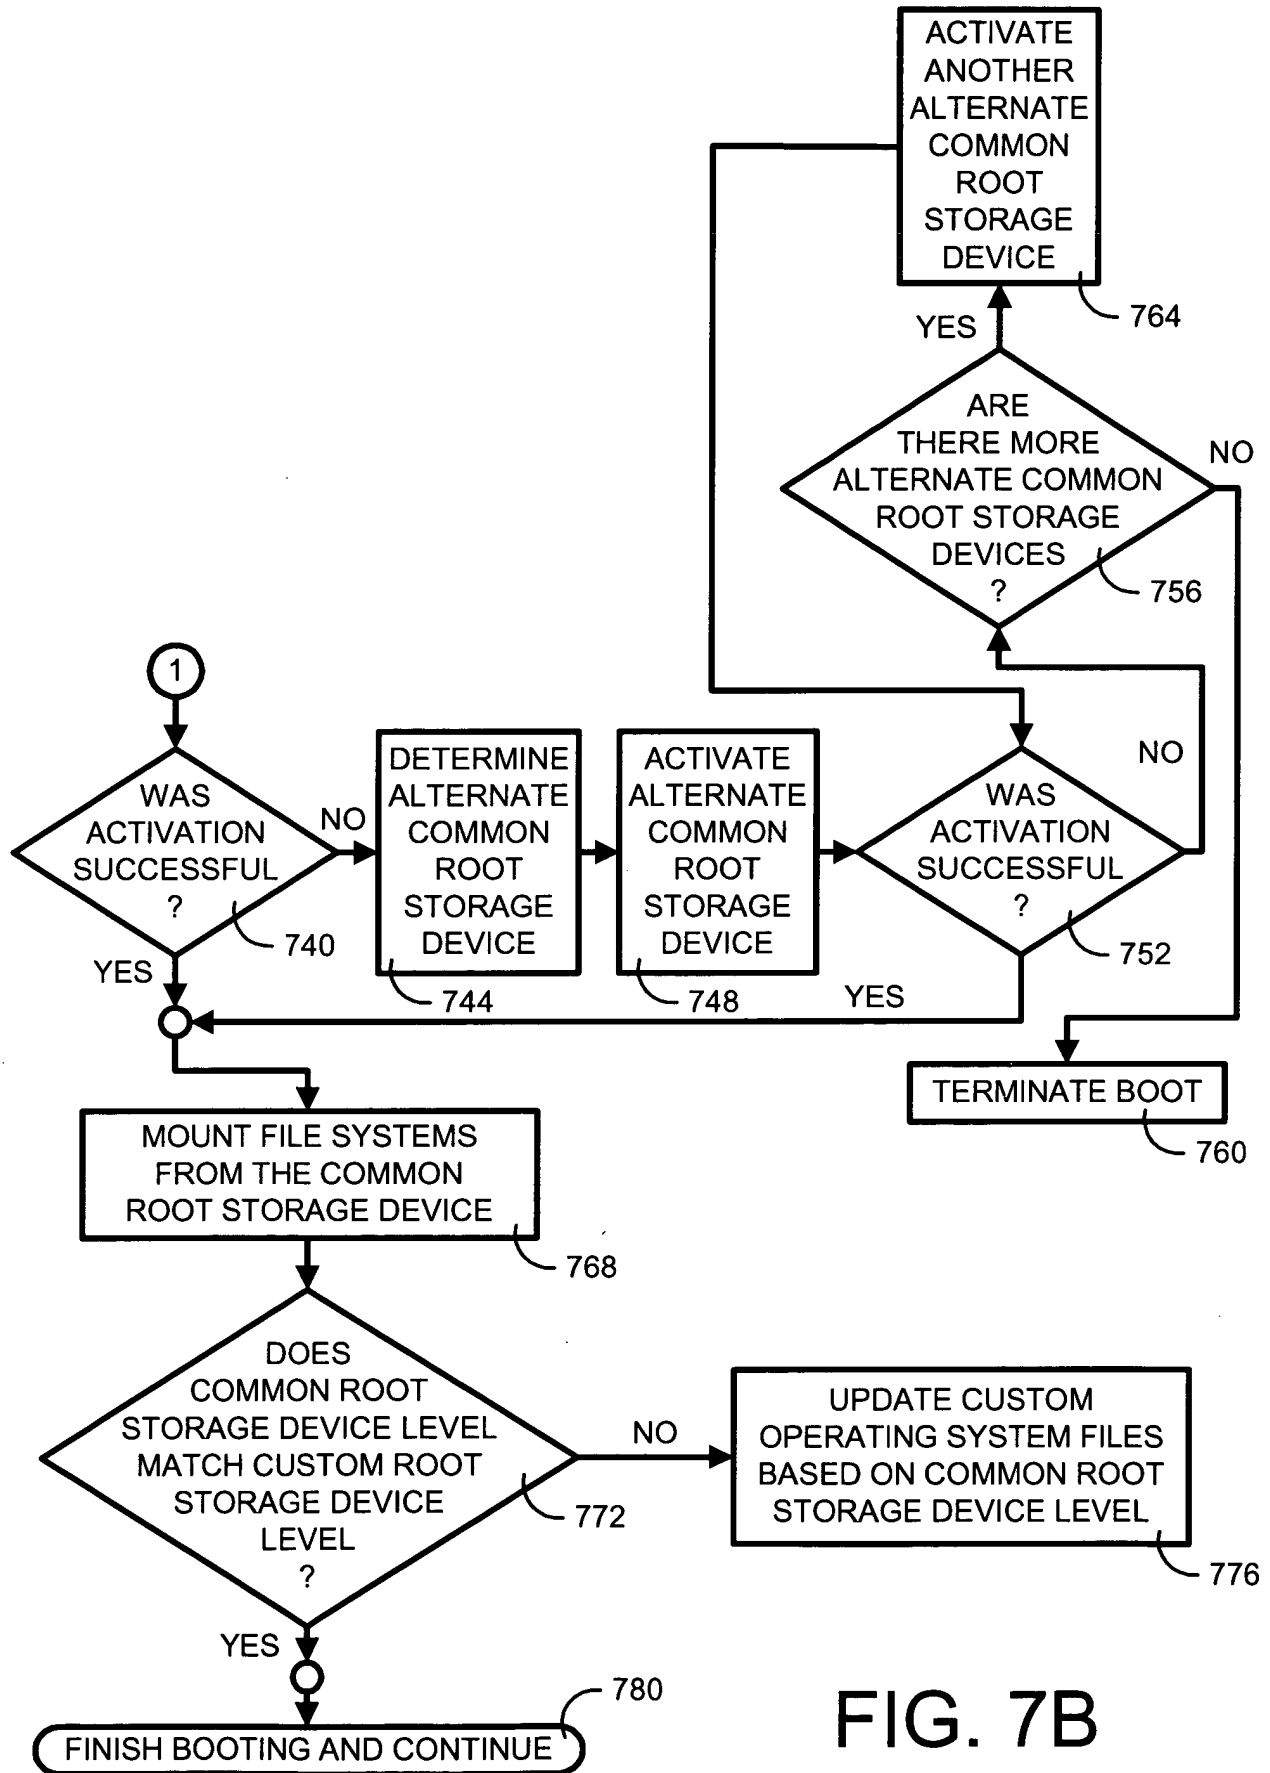 ACTIVATE
ANOTHER
ALTERNATE
COMMON
ROOT
STORAGE
DEVICE
764
YES
ARE
THERE MORE
ALTERNATE COMMON
ROOT STORAGE
DEVICES
?
NO
756
1
WAS
ACTIVATION
SUCCESSFUL
?
NO
740
YES
DETERMINE
ALTERNATE
COMMON
ROOT
STORAGE
DEVICE
744
ACTIVATE
ALTERNATE
COMMON
ROOT
STORAGE
DEVICE
748
WAS
ACTIVATION
SUCCESSFUL
?
NO
752
YES
TERMINATE BOOT
760
MOUNT FILE SYSTEMS
FROM THE COMMON
ROOT STORAGE DEVICE
768
DOES
COMMON ROOT
STORAGE DEVICE LEVEL
MATCH CUSTOM ROOT
STORAGE DEVICE
LEVEL
?
772
NO
UPDATE CUSTOM
OPERATING SYSTEM FILES
BASED ON COMMON ROOT
STORAGE DEVICE LEVEL
776
YES
780
FINISH BOOTING AND CONTINUE
FIG. 7B